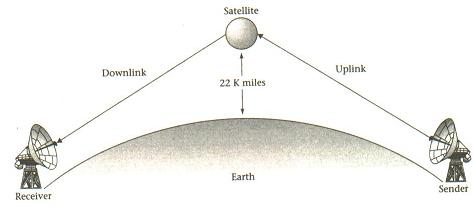 Satellite
Downlink
Uplink
22 K miles
Earth
Receiver
Sender